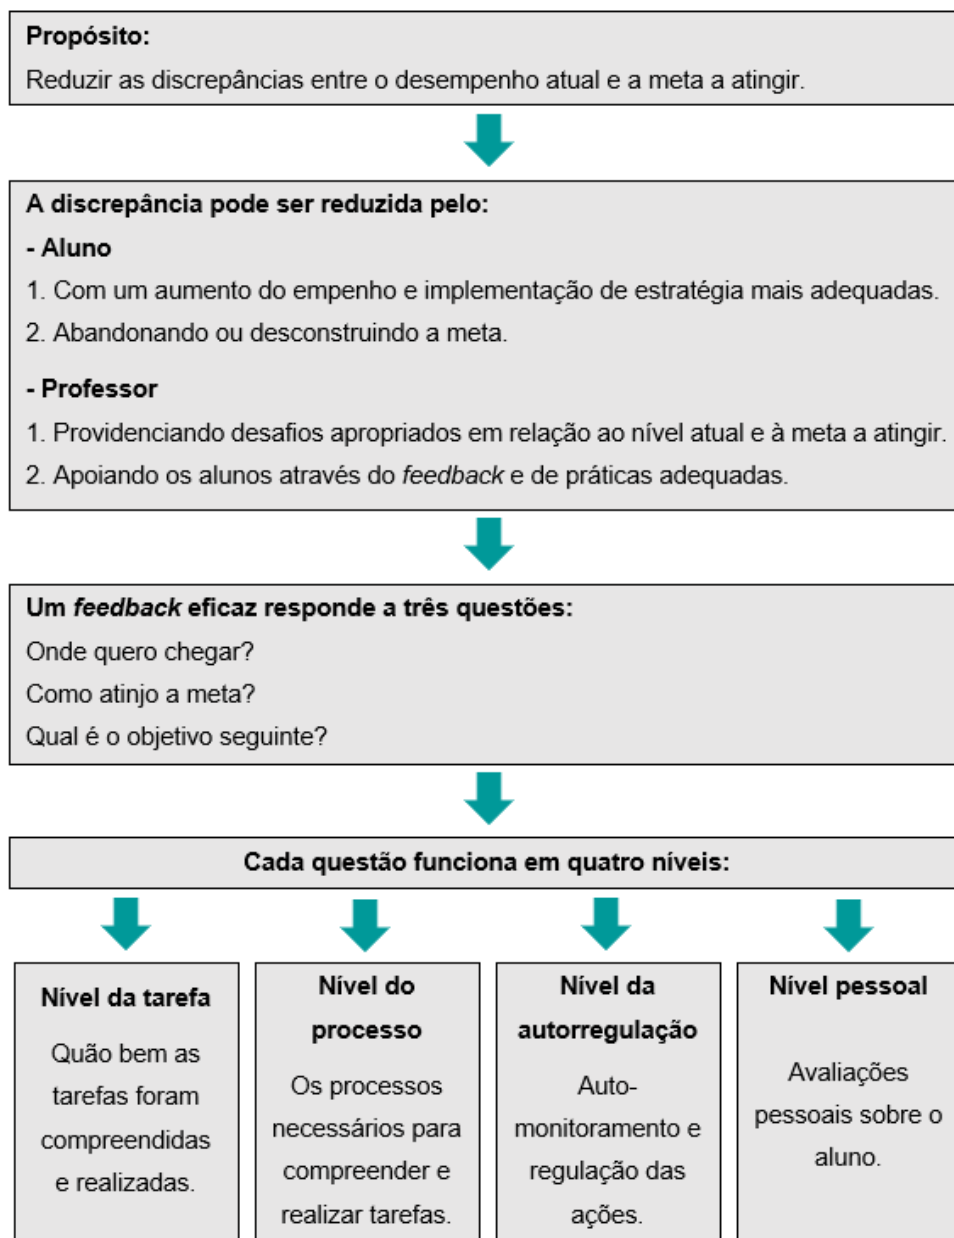 Propósito:
Reduzir as discrepâncias entre o desempenho atual e a meta a atingir.
A discrepância pode ser reduzida pelo:
- Aluno
1. Com um aumento do empenho e implementação de estratégia mais adequadas.
2. Abandonando ou desconstruindo a meta.
- Professor
1. Providenciando desafios apropriados em relação ao nível atual e à meta a atingir.
2. Apoiando os alunos através do feedback e de práticas adequadas.
Um feedback eficaz responde a três questões:
Onde quero chegar?
Como atinjo a meta?
Qual é o objetivo seguinte?
Cada questão funciona em quatro níveis:
Nível da tarefa
Quão bem as
tarefas foram
compreendidas
e realizadas.
Nível do
processo
Os processos
necessários para
compreender e
realizar tarefas.
Nível da
autorregulação
Auto-
monitoramento e
regulação das
ações.
Nível pessoal
Avaliações
pessoais sobre o
aluno.